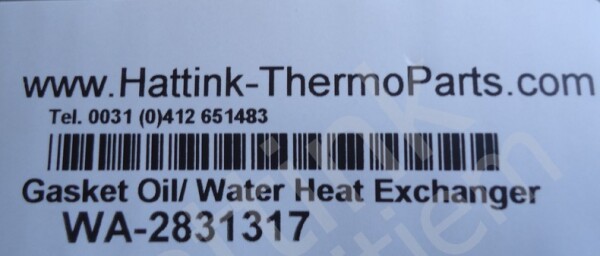 www.Hattink-ThermoParts.com
Tel. 0031 (0)412 651483
Gasket Oil/ Water Heat Exchanger
WA-2831317